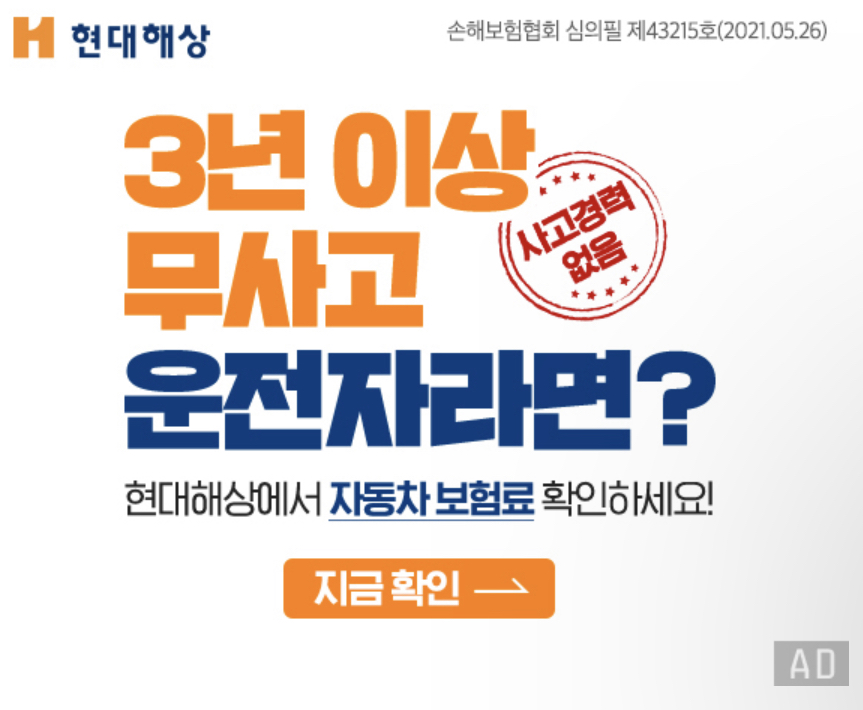 현대해상
손해보험협회 심의필 제43215호(2021.05.26)
3년 이상
무사고
사고경력
없음
운전자라면?
현대해상에서 자동차 보험료 확인하세요!
지금 확인
AD